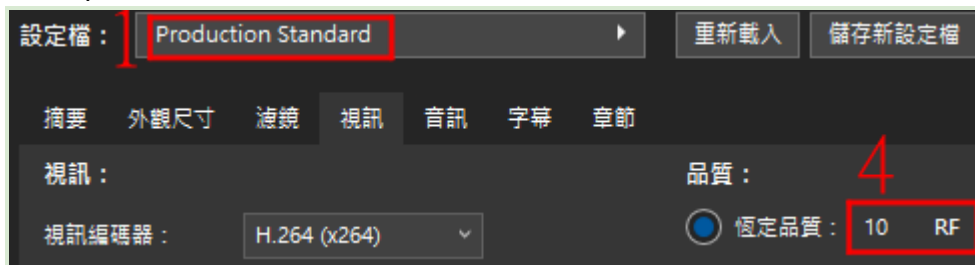 設定檔： 1 Production Standard 重新載入 儲存新設定檔
摘要 外觀尺寸 濾鏡 視訊 音訊 字幕 章節
視訊： 品質： 4
視訊編碼器： H.264 (x264) 恆定品質： 10 RF